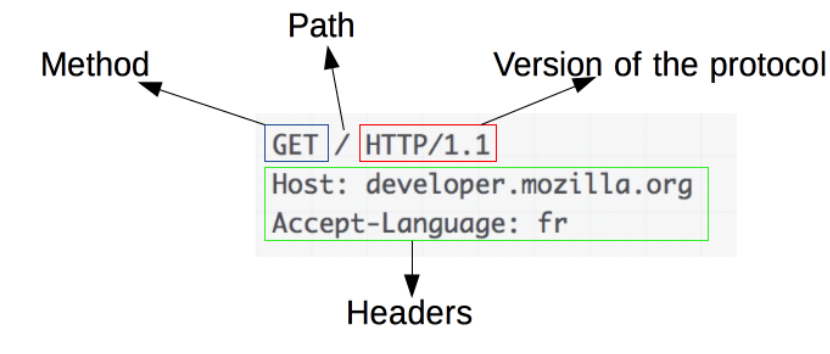 Path
Method
Version of the protocol
GET / HTTP/1.1
Host: developer.mozilla.org
Accept-Language: fr
Headers